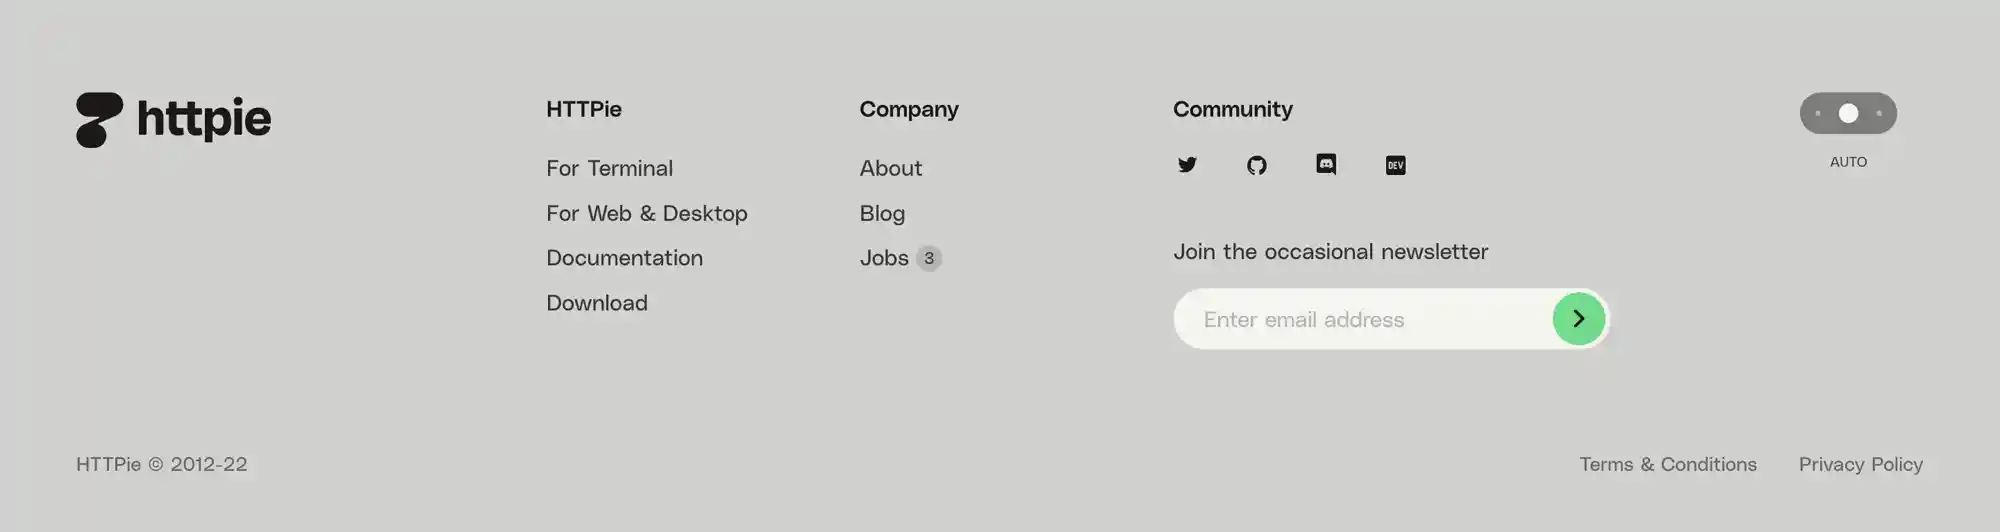 httpie
HTTPie
For Terminal
For Web & Desktop
Documentation
Download
Company
About
Blog
Jobs 3
Community
DEV
Join the occasional newsletter
Enter email address
AUTO
HTTPie © 2012-22
Terms & Conditions
Privacy Policy